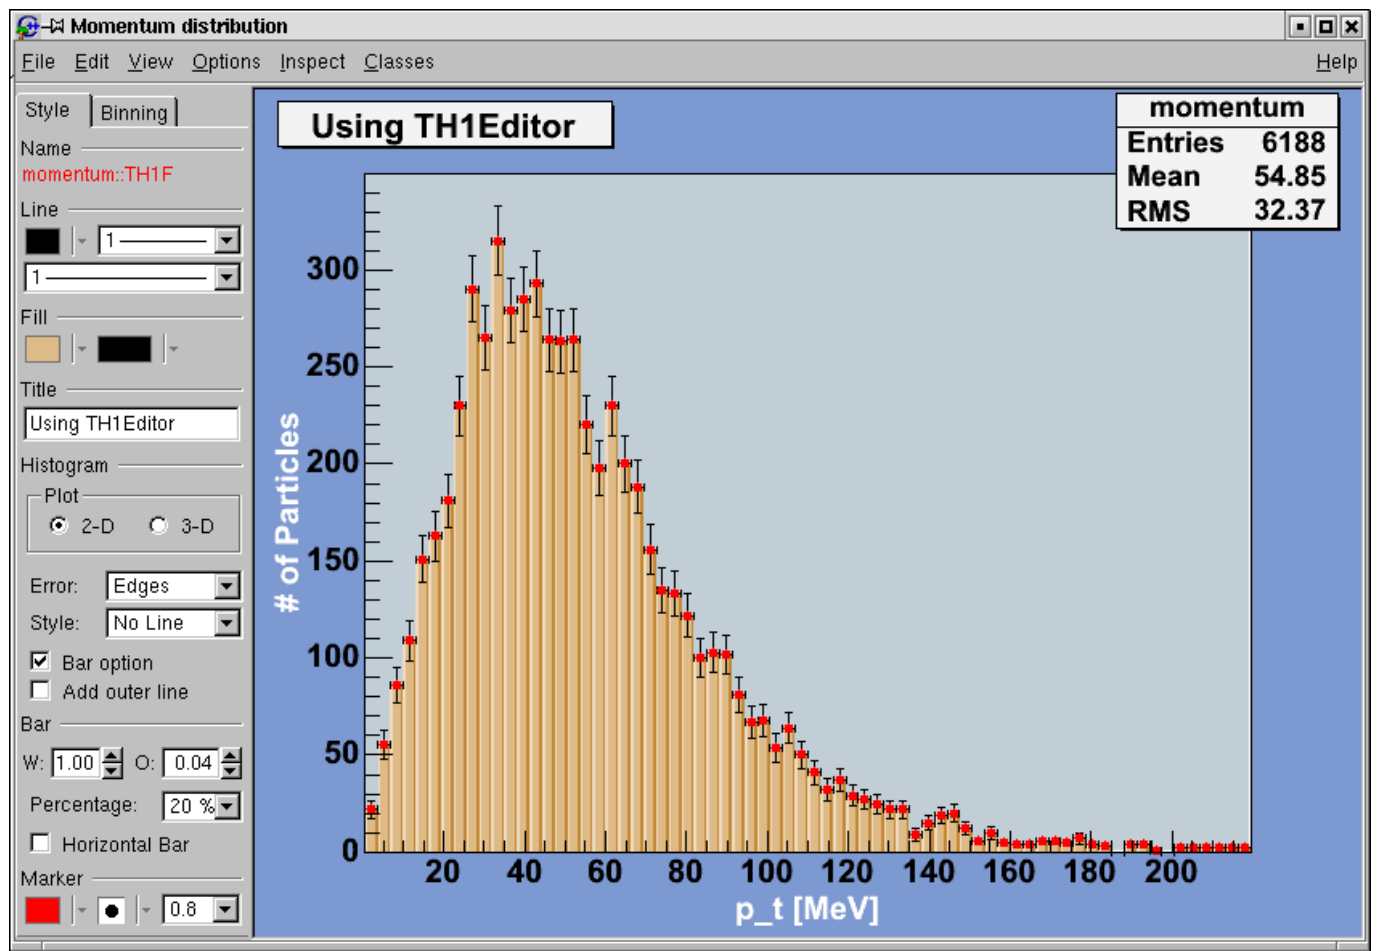 Momentum distribution
File Edit View Options Inspect Classes Help
Style Binning
Name
momentum::TH1F
Line
1
1
Fill
Title
Using TH1Editor
Histogram
Plot
2-D 3-D
Error: Edges
Style: No Line
Bar option
Add outer line
Bar
W: 1.00 O: 0.04
Percentage: 20 %
Horizontal Bar
Marker
0.8
Using TH1Editor
momentum
Entries 6188
Mean 54.85
RMS 32.37
# of Particles
300
250
200
150
100
50
0
20 40 60 80 100 120 140 160 180 200
p_t [MeV]